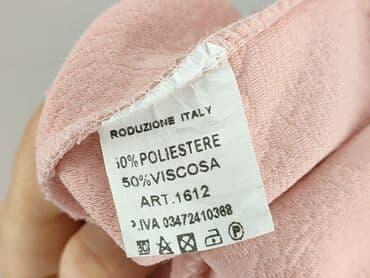 RODUZIONE ITALY
50% POLIESTERE
50% VISCOSA
ART.1612
P.IVA 03472410368